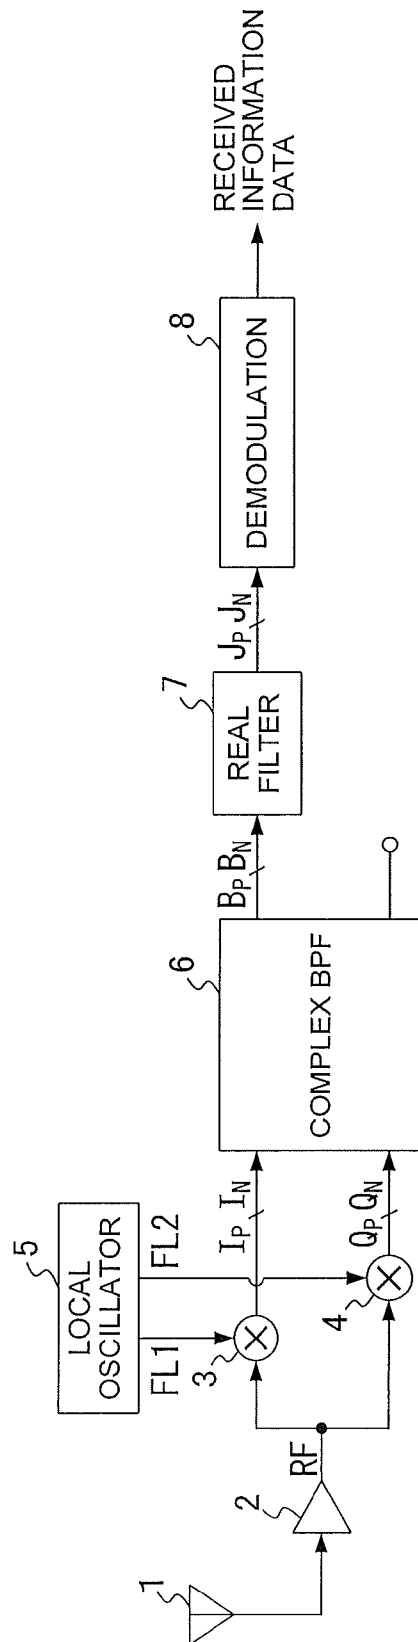 1
2
RF
3
4
5
LOCAL
OSCILLATOR
FL1
FL2
IP IN
QP QN
6
COMPLEX BPF
BP BN
7
REAL
FILTER
JP JN
8
DEMODULATION
RECEIVED
INFORMATION
DATA